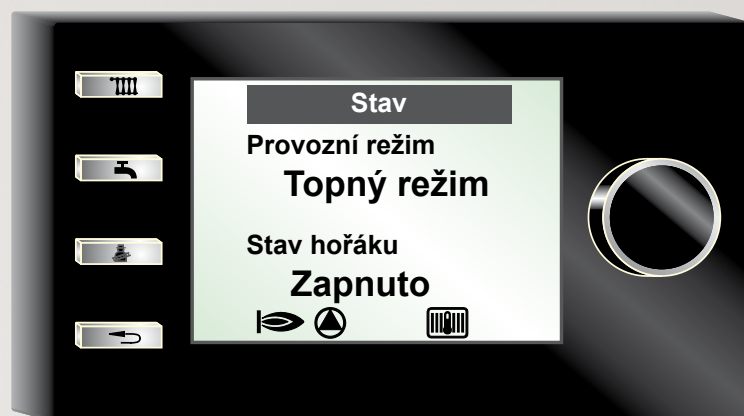 Stav
Provozní režim
Topný režim
Stav hořáku
Zapnuto